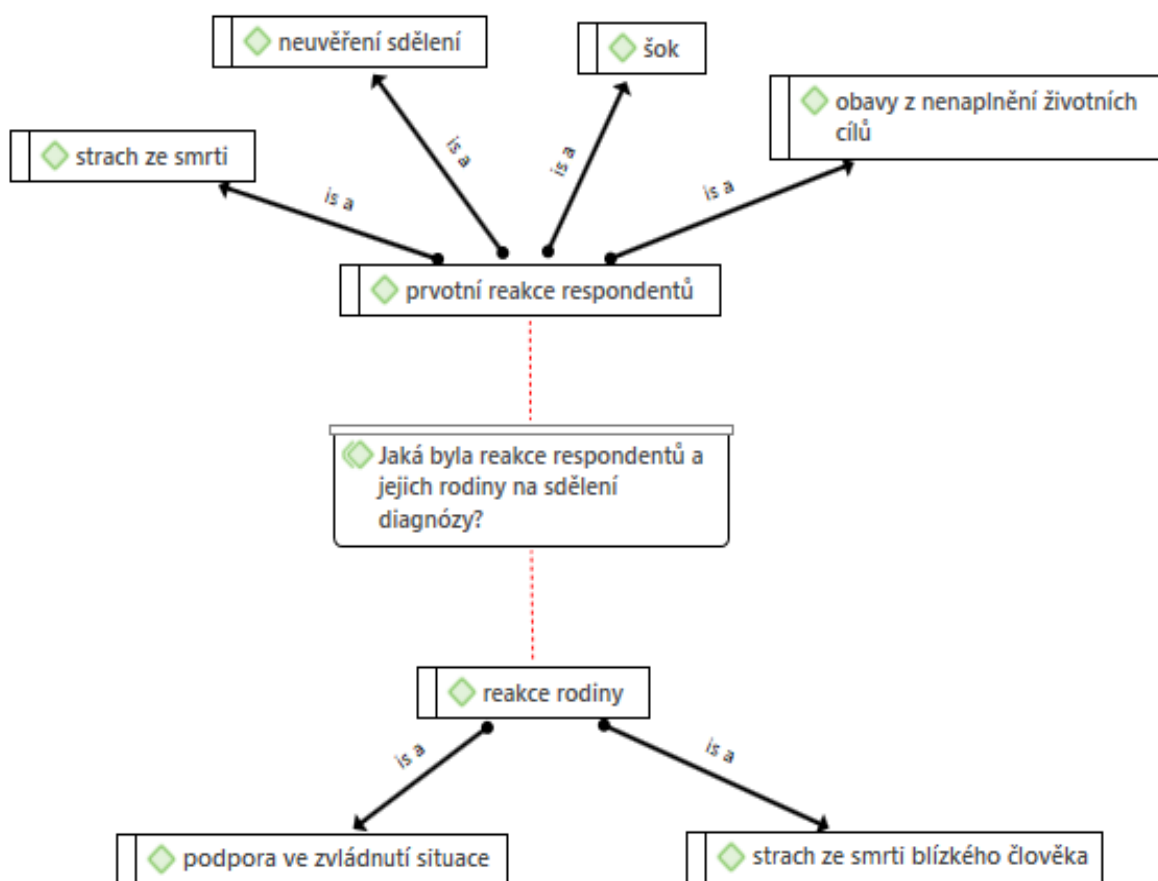 neuvěření sdělení
šok
obavy z nenaplnění životních
cílů
strach ze smrti
is a
is a
is a
is a
prvotní reakce respondentů
Jaká byla reakce respondentů a
jejich rodiny na sdělení
diagnózy?
reakce rodiny
is a
is a
podpora ve zvládnutí situace
strach ze smrti blízkého člověka